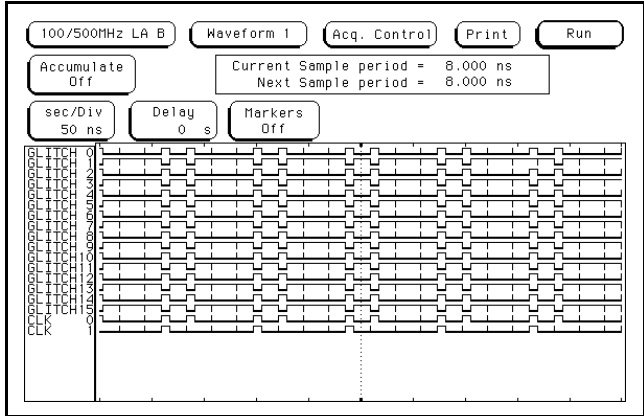 100/500MHz LA B Waveform 1 Acq. Control Print Run
Accumulate
Off
Current Sample period = 8.000 ns
Next Sample period = 8.000 ns
sec/Div
50 ns
Delay
0 s
Markers
Off
GLITCH 0
GLITCH 1
GLITCH 2
GLITCH 3
GLITCH 4
GLITCH 5
GLITCH 6
GLITCH 7
GLITCH 8
GLITCH 9
GLITCH10
GLITCH11
GLITCH12
GLITCH13
GLITCH14
GLITCH15
CLK 0
CLK 1